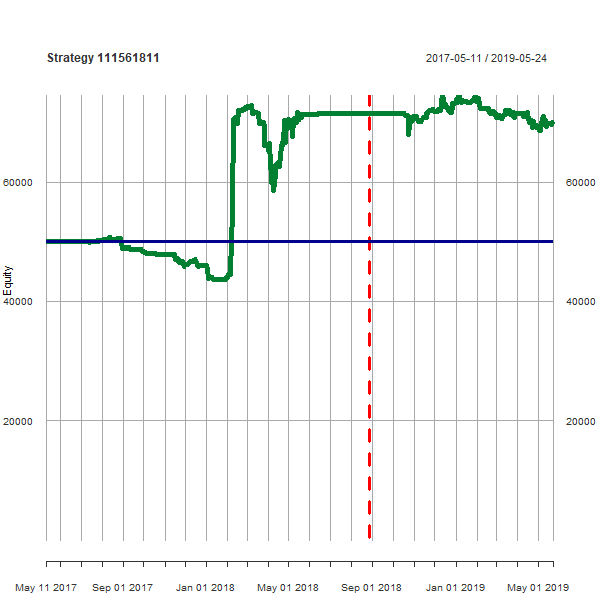 Strategy 111561811
2017-05-11 / 2019-05-24
60000
60000
Equity
40000
40000
20000
20000
May 11 2017
Sep 01 2017
Jan 01 2018
May 01 2018
Sep 01 2018
Jan 01 2019
May 01 2019